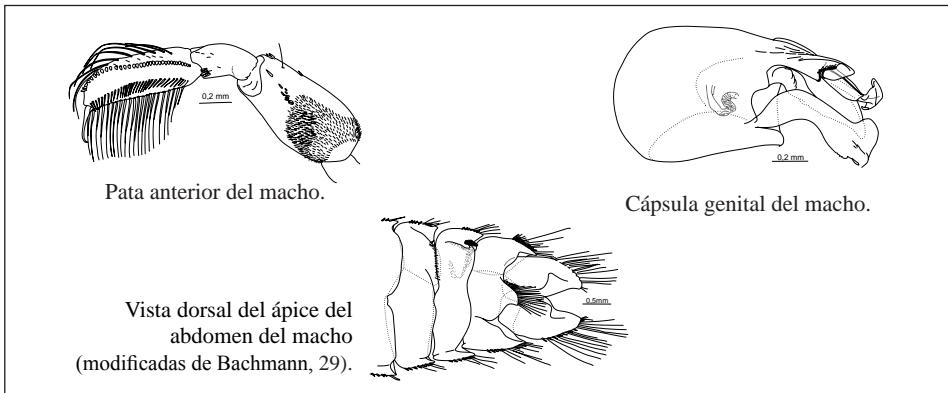 0,2 mm
Pata anterior del macho.
0,2 mm
Cápsula genital del macho.
0.5mm
Vista dorsal del ápice del
abdomen del macho
(modificadas de Bachmann, 29).